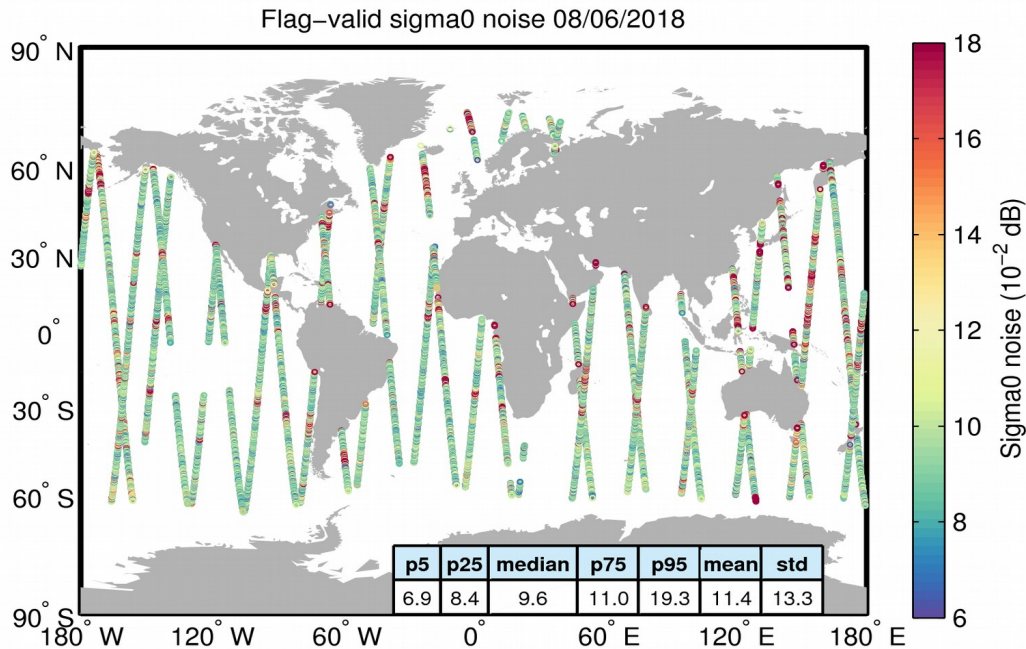 Flag−valid sigma0 noise 08/06/2018
90° N
60° N
30° N
0°
30° S
60° S
90° S
180° W
120° W
60° W
0°
60° E
120° E
180° E
p5 p25 median p75 p95 mean std
6.9 8.4 9.6 11.0 19.3 11.4 13.3
18
16
14
12
10
8
6
Sigma0 noise (10⁻² dB)